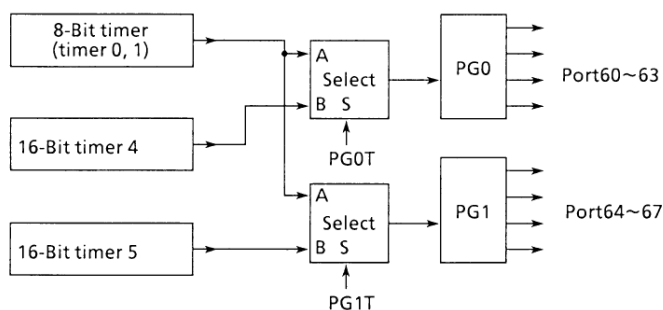 8-Bit timer
(timer 0, 1)
A
Select
B S
PG0T
PG0
Port60~63
16-Bit timer 4
A
Select
B S
PG1T
PG1
Port64~67
16-Bit timer 5